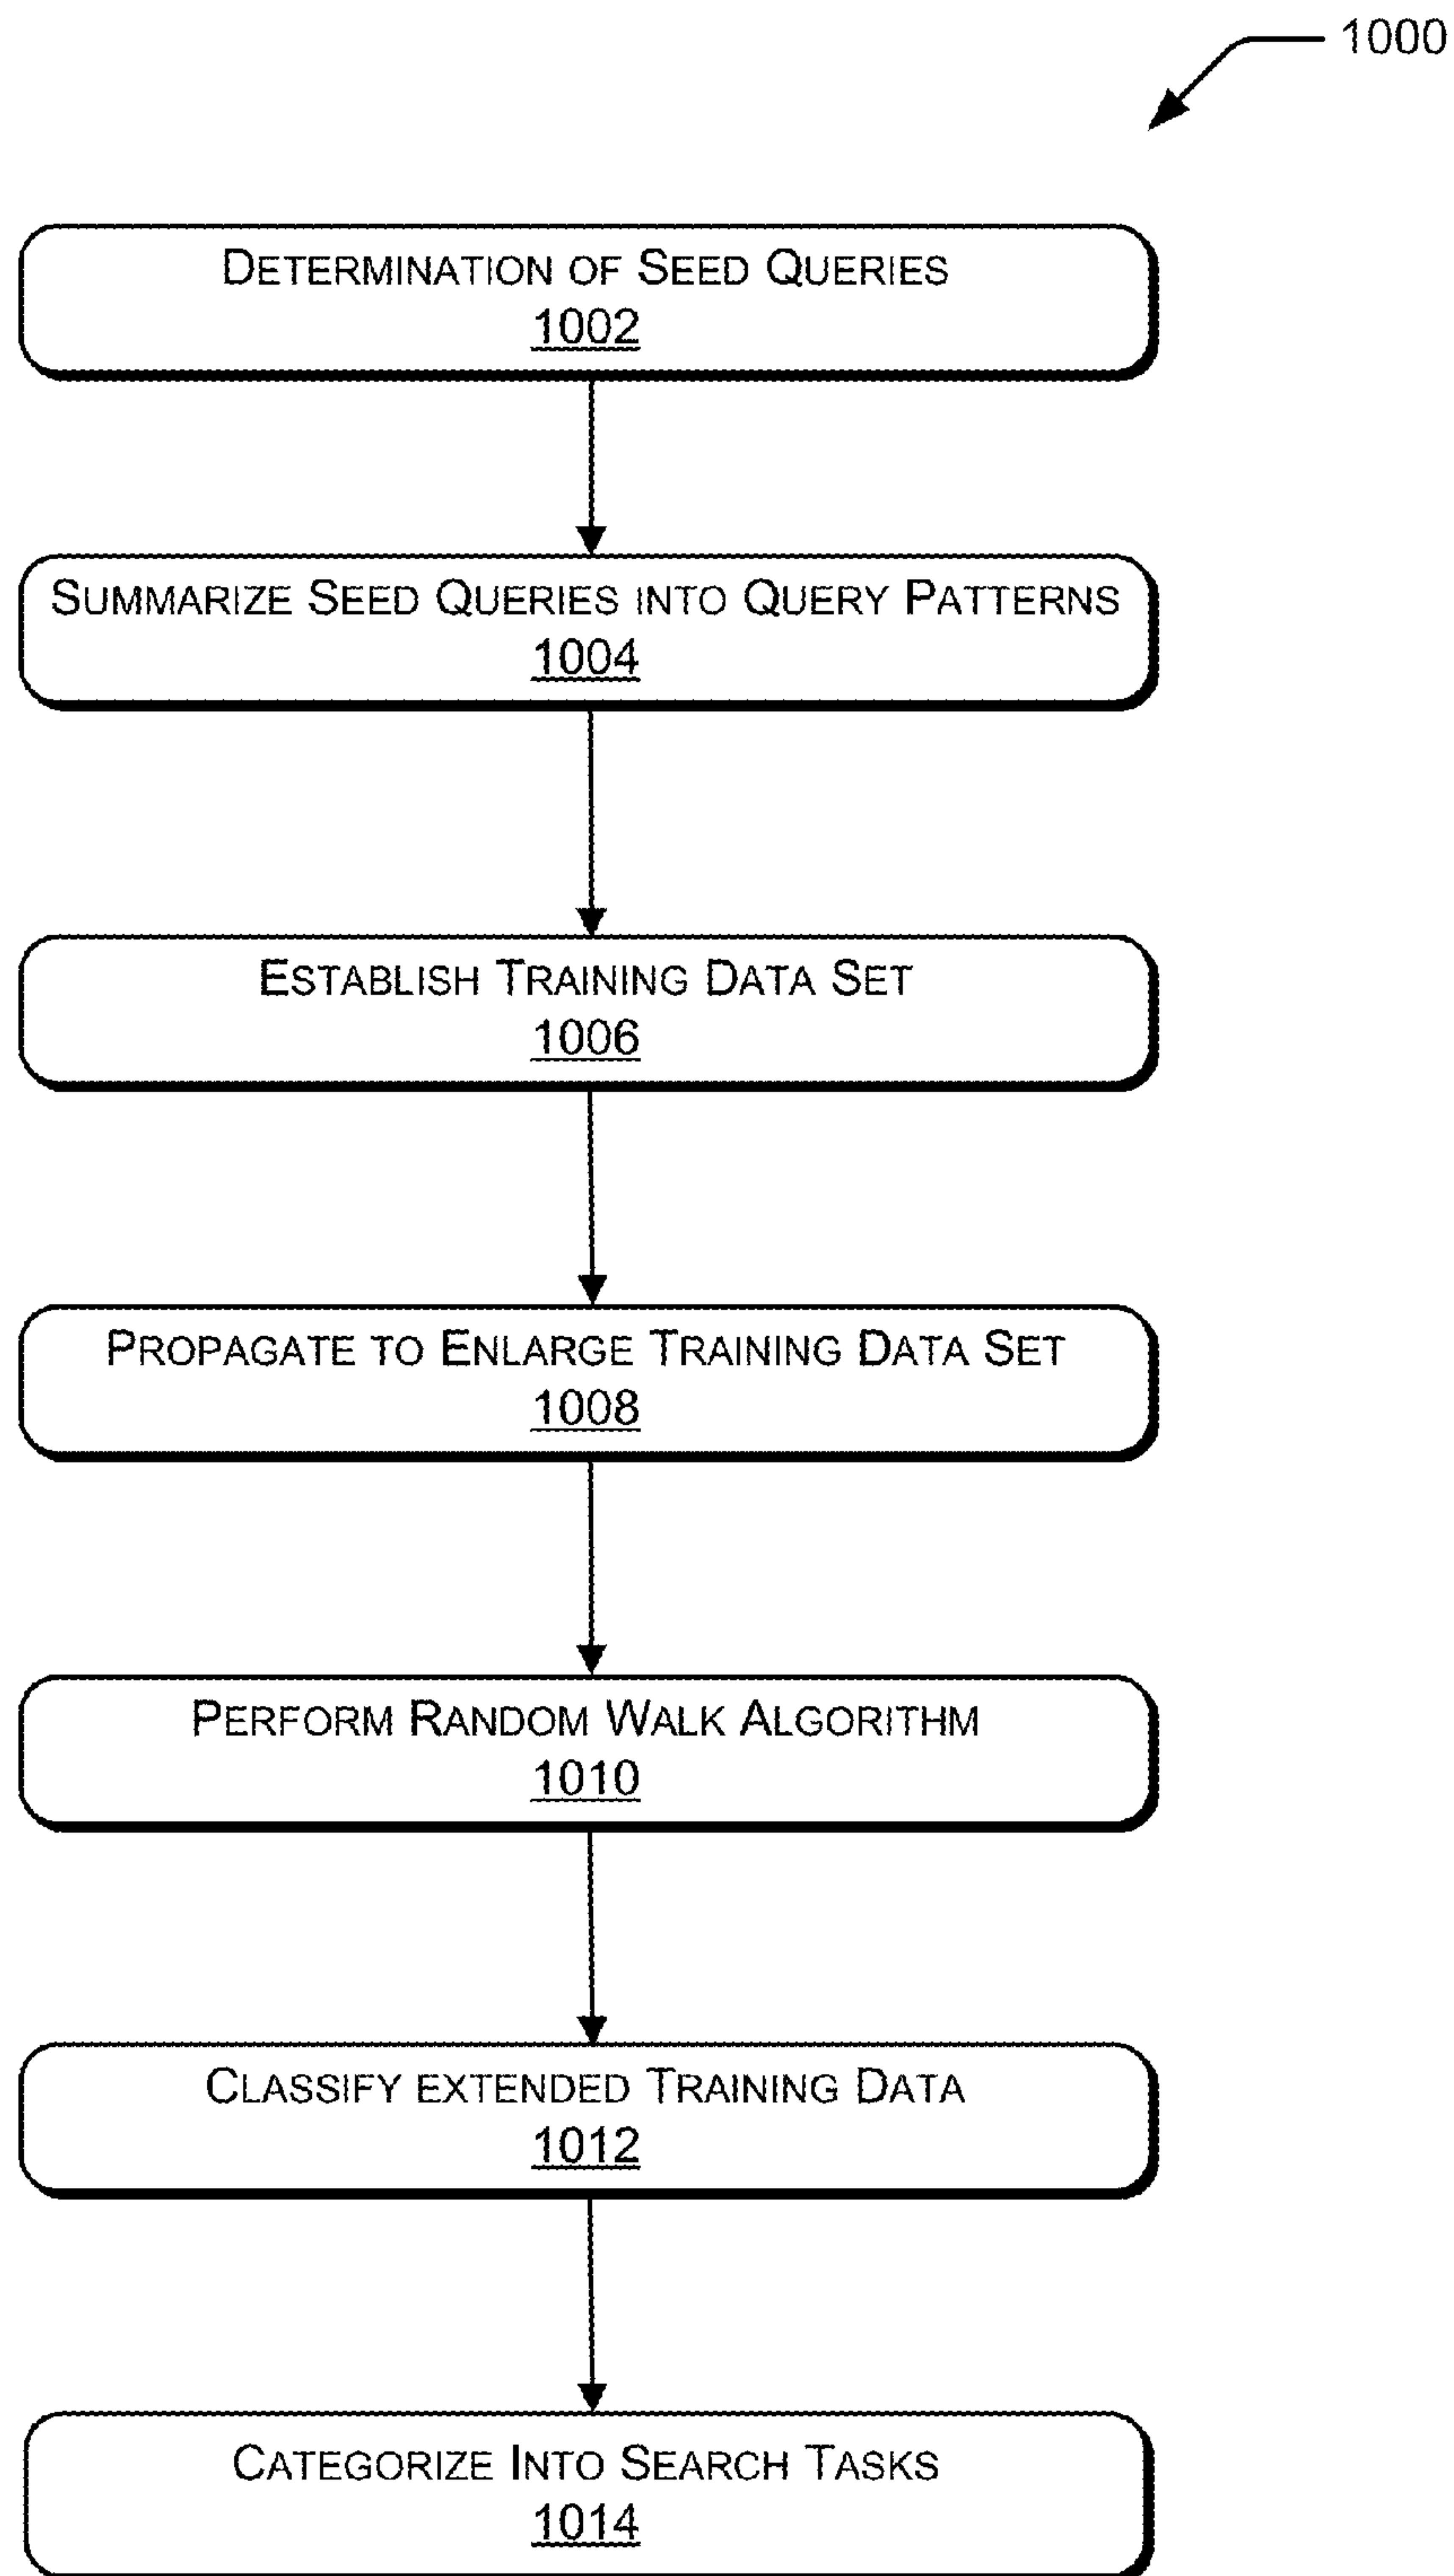 1000
DETERMINATION OF SEED QUERIES
1002
SUMMARIZE SEED QUERIES INTO QUERY PATTERNS
1004
ESTABLISH TRAINING DATA SET
1006
PROPAGATE TO ENLARGE TRAINING DATA SET
1008
PERFORM RANDOM WALK ALGORITHM
1010
CLASSIFY EXTENDED TRAINING DATA
1012
CATEGORIZE INTO SEARCH TASKS
1014